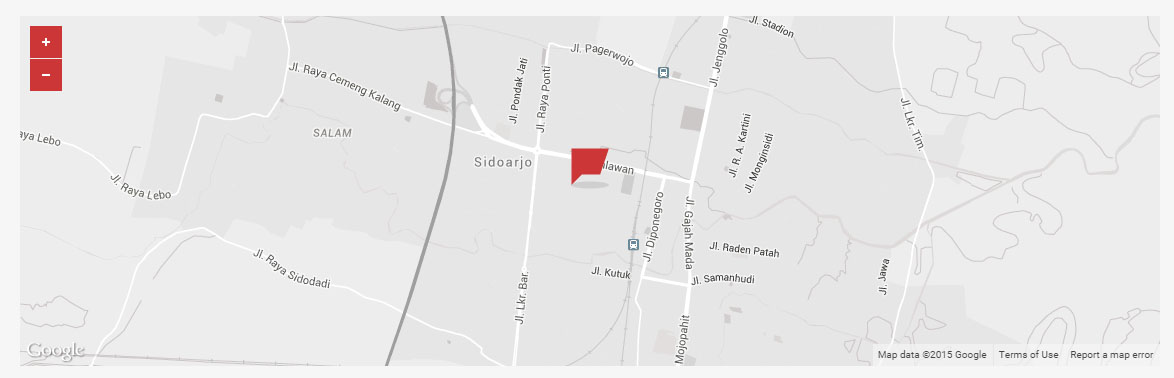 +
−
Jl. Stadion
Jl. Jenggolo
Jl. Pagerwojo
Jl. Pondak Jati
Jl. Raya Ponti
Jl. Raya Cemeng Kalang
Jl. Lkr. Tim.
Jl. R. A. Kartini
Jl. Monginsidi
SALAM
aya Lebo
Sidoarjo
lawan
Jl. Raya Lebo
Jl. Diponegoro
Jl. Gajah Mada
Jl. Raden Patah
Jl. Raya Sidodadi
Jl. Kutuk
Jl. Samanhudi
Jl. Jawa
Jl. Lkr. Bar.
Mojopahit
Google
Map data ©2015 Google Terms of Use Report a map error